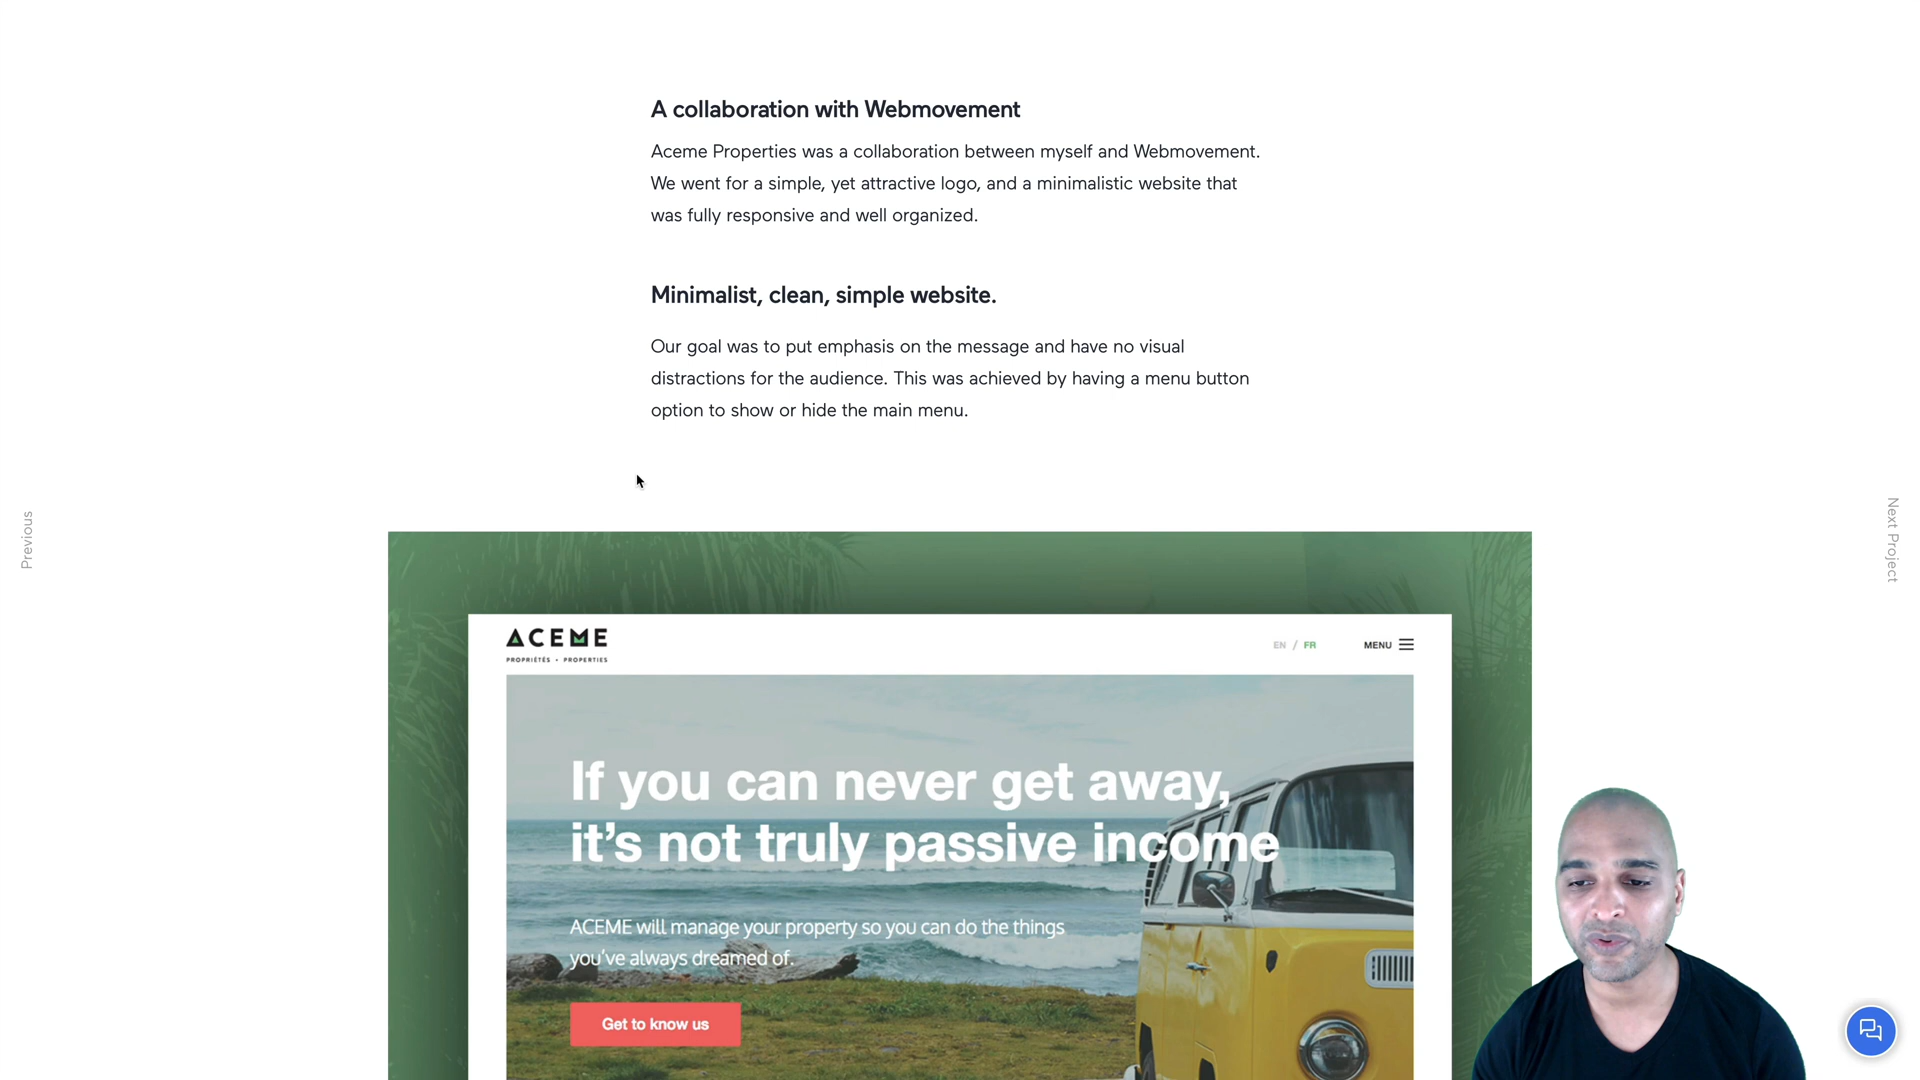 A collaboration with Webmovement
Aceme Properties was a collaboration between myself and Webmovement.
We went for a simple, yet attractive logo, and a minimalistic website that
was fully responsive and well organized.
Minimalist, clean, simple website.
Our goal was to put emphasis on the message and have no visual
distractions for the audience. This was achieved by having a menu button
option to show or hide the main menu.
Previous
Next Project
ACEME
PROPRIÉTÉS • PROPERTIES
EN / FR
MENU
If you can never get away,
it's not truly passive income
ACEME will manage your property so you can do the things
you've always dreamed of.
Get to know us